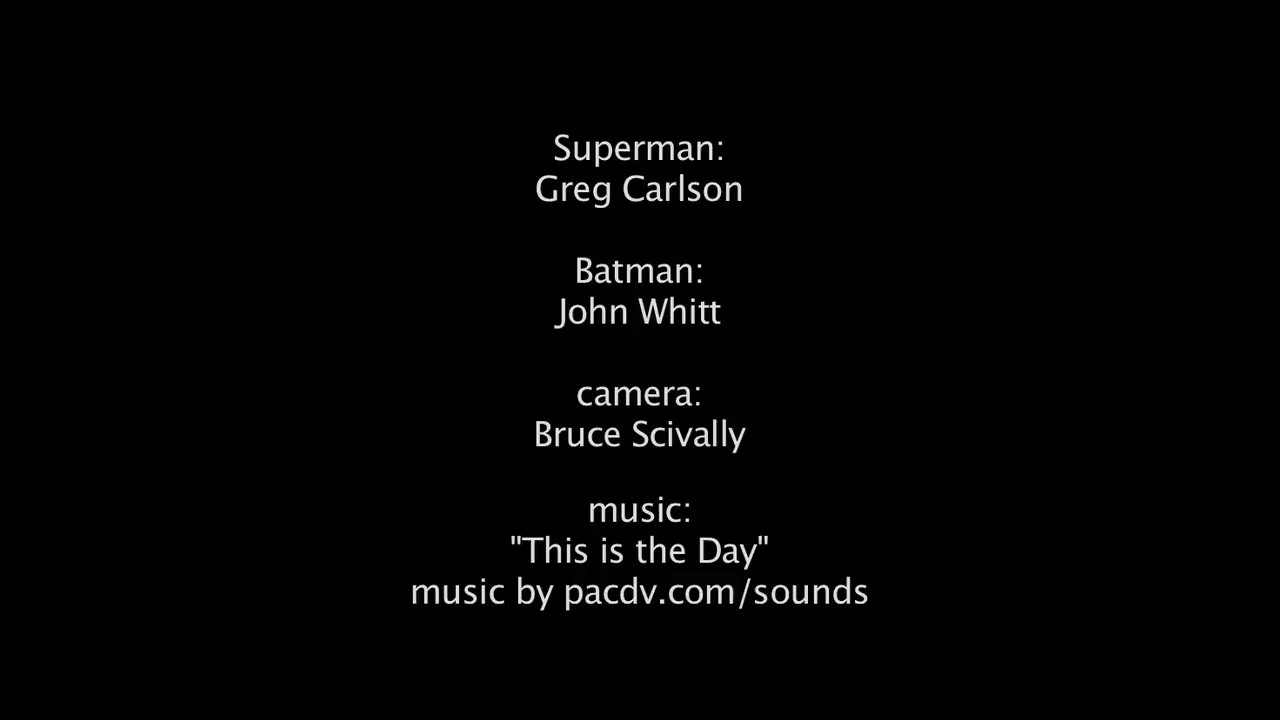 Superman:
Greg Carlson
Batman:
John Whitt
camera:
Bruce Scivally
music:
"This is the Day"
music by pacdv.com/sounds